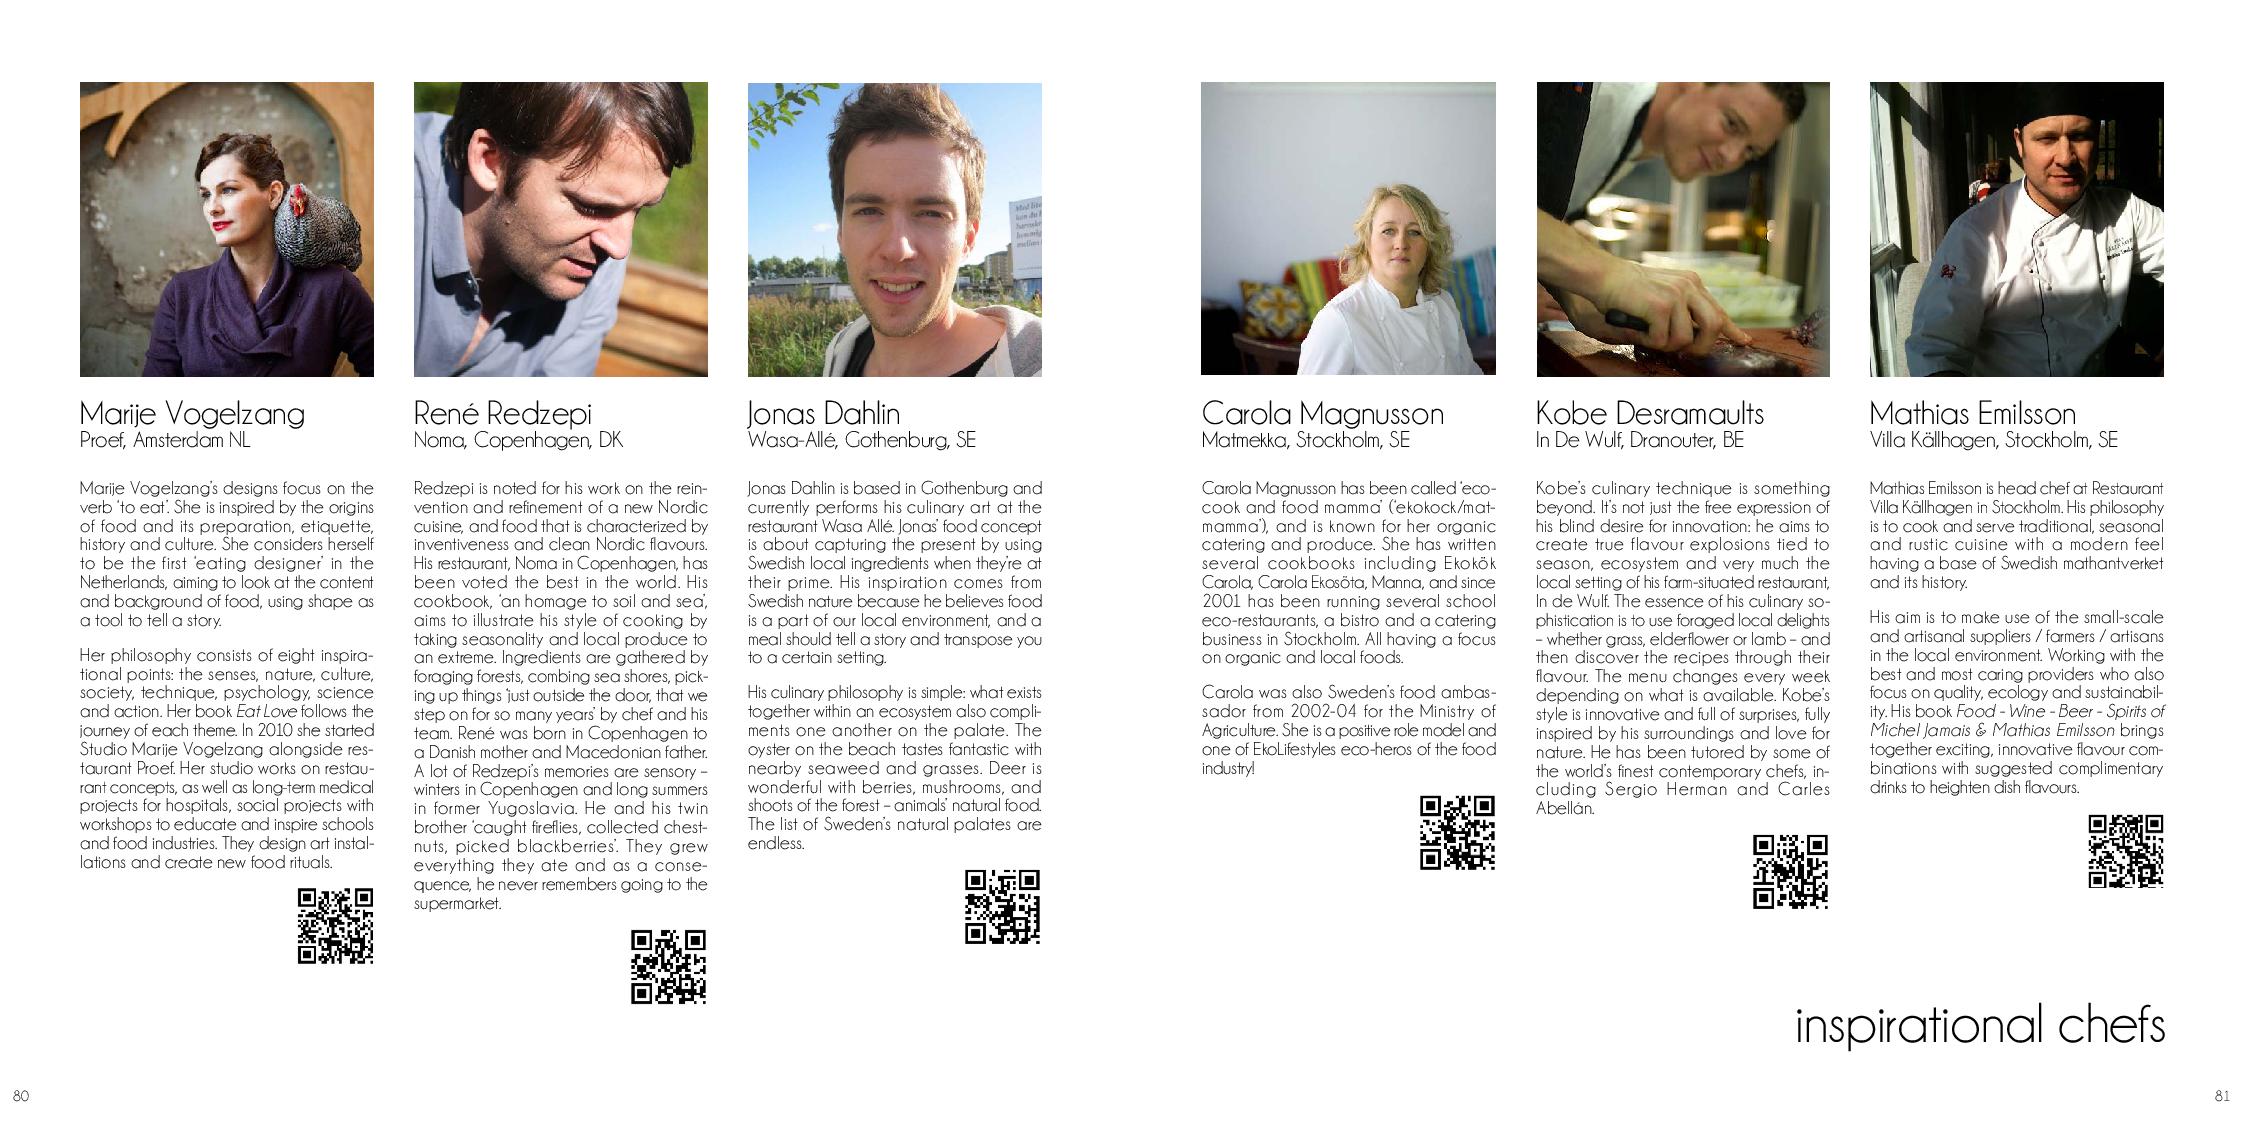 Marije Vogelzang
Proef, Amsterdam NL
Marije Vogelzang's designs focus on the
verb 'to eat'. She is inspired by the origins
of food and its preparation, etiquette,
history and culture. She considers herself
to be the first 'eating designer' in the
Netherlands, aiming to look at the content
and background of food, using shape as
a tool to tell a story.
Her philosophy consists of eight inspira-
tional points: the senses, nature, culture,
society, technique, psychology, science
and action. Her book Eat Love follows the
journey of each theme. In 2010 she started
Studio Marije Vogelzang alongside res-
taurant Proef. Her studio works on restau-
rant concepts, as well as long-term medical
projects for hospitals, social projects with
workshops to educate and inspire schools
and food industries. They design art instal-
lations and create new food rituals.
René Redzepi
Noma, Copenhagen, DK
Redzepi is noted for his work on the rein-
vention and refinement of a new Nordic
cuisine, and food that is characterized by
inventiveness and clean Nordic flavours.
His restaurant, Noma in Copenhagen, has
been voted the best in the world. His
cookbook, 'an homage to soil and sea',
aims to illustrate his style of cooking by
taking seasonality and local produce to
an extreme. Ingredients are gathered by
foraging forests, combing sea shores, pick-
ing up things 'just outside the door, that we
step on for so many years' by chef and his
team. René was born in Copenhagen to
a Danish mother and Macedonian father.
A lot of Redzepi's memories are sensory –
winters in Copenhagen and long summers
in former Yugoslavia. He and his twin
brother 'caught fireflies, collected chest-
nuts, picked blackberries'. They grew
everything they ate and as a conse-
quence, he never remembers going to the
supermarket.
Jonas Dahlin
Wasa-Allé, Gothenburg, SE
Jonas Dahlin is based in Gothenburg and
currently performs his culinary art at the
restaurant Wasa Allé. Jonas' food concept
is about capturing the present by using
Swedish local ingredients when they're at
their prime. His inspiration comes from
Swedish nature because he believes food
is a part of our local environment, and a
meal should tell a story and transpose you
to a certain setting.
His culinary philosophy is simple: what exists
together within an ecosystem also compli-
ments one another on the palate. The
oyster on the beach tastes fantastic with
nearby seaweed and grasses. Deer is
wonderful with berries, mushrooms, and
shoots of the forest – animals' natural food.
The list of Sweden's natural palates are
endless.
Carola Magnusson
Matmekka, Stockholm, SE
Carola Magnusson has been called 'eco-
cook and food mamma' ('ekokock/mat-
mamma'), and is known for her organic
catering and produce. She has written
several cookbooks including Ekokök
Carola, Carola Ekosöta, Manna, and since
2001 has been running several school
eco-restaurants, a bistro and a catering
business in Stockholm. All having a focus
on organic and local foods.
Carola was also Sweden's food ambas-
sador from 2002-04 for the Ministry of
Agriculture. She is a positive role model and
one of EkoLifestyles eco-heros of the food
industry!
Kobe Desramaults
In De Wulf, Dranouter, BE
Kobe's culinary technique is something
beyond. It's not just the free expression of
his blind desire for innovation: he aims to
create true flavour explosions tied to
season, ecosystem and very much the
local setting of his farm-situated restaurant,
In de Wulf. The essence of his culinary so-
phistication is to use foraged local delights
– whether grass, elderflower or lamb – and
then discover the recipes through their
flavour. The menu changes every week
depending on what is available. Kobe's
style is innovative and full of surprises, fully
inspired by his surroundings and love for
nature. He has been tutored by some of
the world's finest contemporary chefs, in-
cluding Sergio Herman and Carles
Abellán.
Mathias Emilsson
Villa Källhagen, Stockholm, SE
Mathias Emilsson is head chef at Restaurant
Villa Källhagen in Stockholm. His philosophy
is to cook and serve traditional, seasonal
and rustic cuisine with a modern feel
having a base of Swedish mathantverket
and its history.
His aim is to make use of the small-scale
and artisanal suppliers / farmers / artisans
in the local environment. Working with the
best and most caring providers who also
focus on quality, ecology and sustainabil-
ity. His book Food - Wine - Beer - Spirits of
Michel Jamais & Mathias Emilsson brings
together exciting, innovative flavour com-
binations with suggested complimentary
drinks to heighten dish flavours.
inspirational chefs
80
81